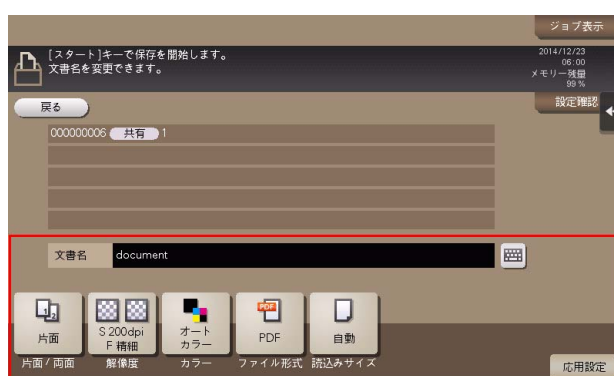 ジョブ表示
[スタート]キーで保存を開始します。
文書名を変更できます。
2014/12/23
06:00
メモリー残量
99 %
戻る
設定確認
000000006 共有 1
文書名 document
片面
S 200dpi
F 精細
オート
カラー
PDF
PDF
自動
片面 / 両面
解像度
カラー
ファイル形式
読込みサイズ
応用設定